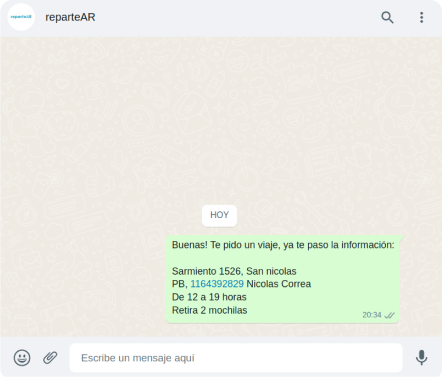 reparteAR
reparteAR
HOY
Buenas! Te pido un viaje, ya te paso la información:
Sarmiento 1526, San nicolas
PB, 1164392829 Nicolas Correa
De 12 a 19 horas
Retira 2 mochilas
20:34
Escribe un mensaje aquí